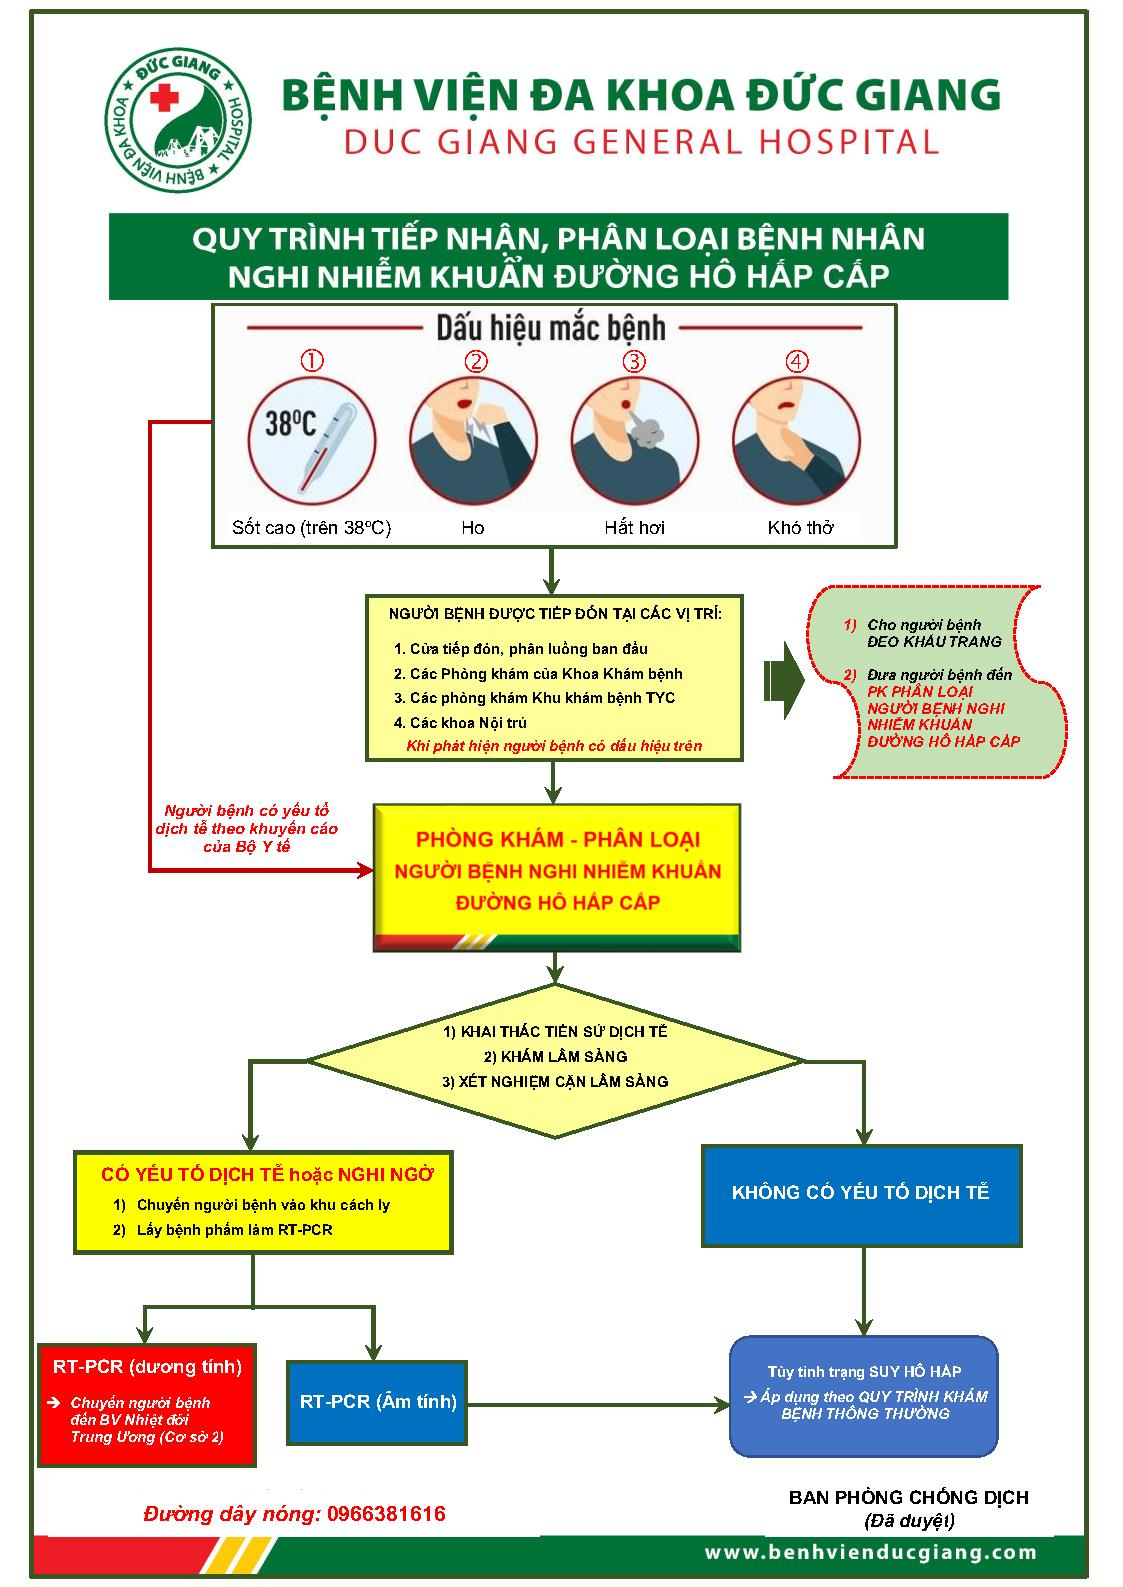 ĐỨC GIANG
HOSPITAL
BỆNH VIỆN ĐA KHOA
BỆNH VIỆN ĐA KHOA ĐỨC GIANG
DUC GIANG GENERAL HOSPITAL
QUY TRÌNH TIẾP NHẬN, PHÂN LOẠI BỆNH NHÂN
NGHI NHIỄM KHUẨN ĐƯỜNG HÔ HẤP CẤP
Dấu hiệu mắc bệnh
① ② ③ ④
38⁰C
Sốt cao (trên 38ºC) Ho Hắt hơi Khó thở
NGƯỜI BỆNH ĐƯỢC TIẾP ĐÓN TẠI CÁC VỊ TRÍ:
1. Cửa tiếp đón, phân luồng ban đầu
2. Các Phòng khám của Khoa Khám bệnh
3. Các phòng khám Khu khám bệnh TYC
4. Các khoa Nội trú
Khi phát hiện người bệnh có dấu hiệu trên
1) Cho người bệnh
ĐEO KHẨU TRANG
2) Đưa người bệnh đến
PK PHÂN LOẠI
NGƯỜI BỆNH NGHI
NHIỄM KHUẨN
ĐƯỜNG HÔ HẤP CẤP
Người bệnh có yếu tố
dịch tễ theo khuyến cáo
của Bộ Y tế
PHÒNG KHÁM - PHÂN LOẠI
NGƯỜI BỆNH NGHI NHIỄM KHUẨN
ĐƯỜNG HÔ HẤP CẤP
1) KHAI THÁC TIỀN SỬ DỊCH TỄ
2) KHÁM LÂM SÀNG
3) XÉT NGHIỆM CẬN LÂM SÀNG
CÓ YẾU TỐ DỊCH TỄ hoặc NGHI NGỜ
1) Chuyển người bệnh vào khu cách ly
2) Lấy bệnh phẩm làm RT-PCR
KHÔNG CÓ YẾU TỐ DỊCH TỄ
RT-PCR (dương tính)
→ Chuyển người bệnh
đến BV Nhiệt đới
Trung Ương (Cơ sở 2)
RT-PCR (Âm tính)
Tùy tình trạng SUY HÔ HẤP
→ Áp dụng theo QUY TRÌNH KHÁM
BỆNH THÔNG THƯỜNG
Đường dây nóng: 0966381616
BAN PHÒNG CHỐNG DỊCH
(Đã duyệt)
www.benhvienducgiang.com